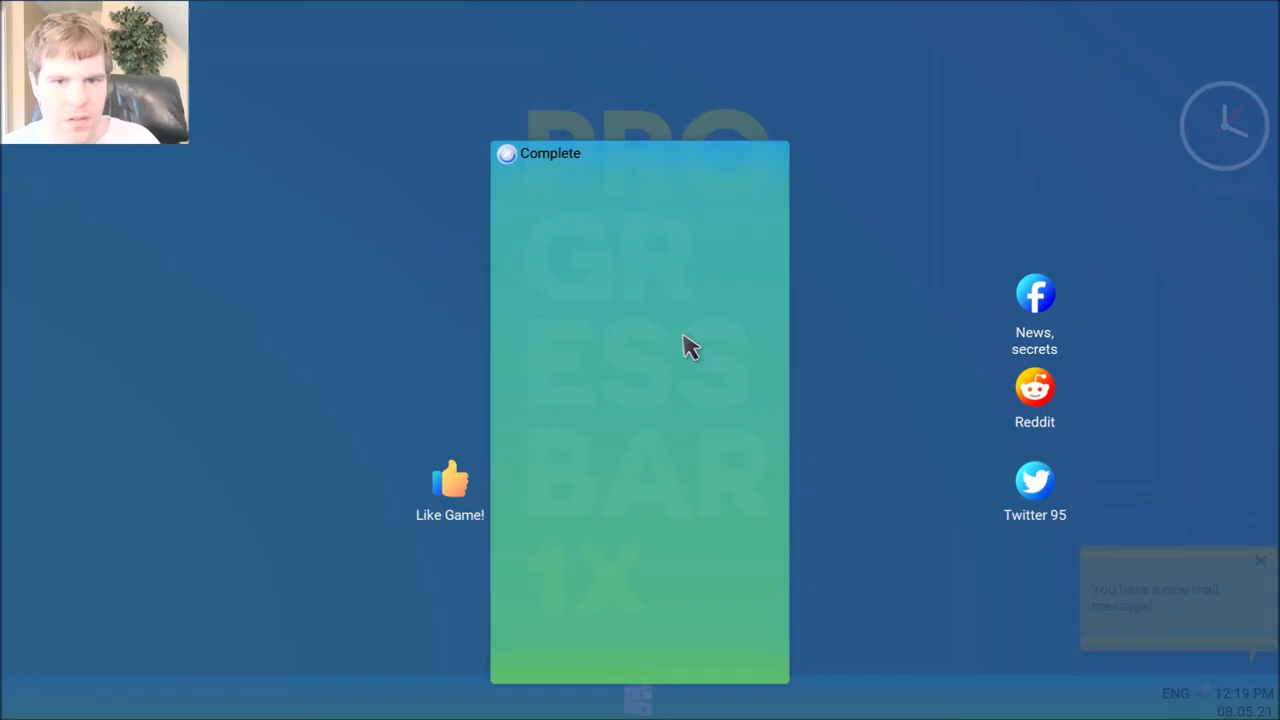 PRO
Complete
GR
ESS
BAR
1X
Like Game!
News,
secrets
Reddit
Twitter 95
You have a new mail
message!
ENG 12:19 PM
08.05.21